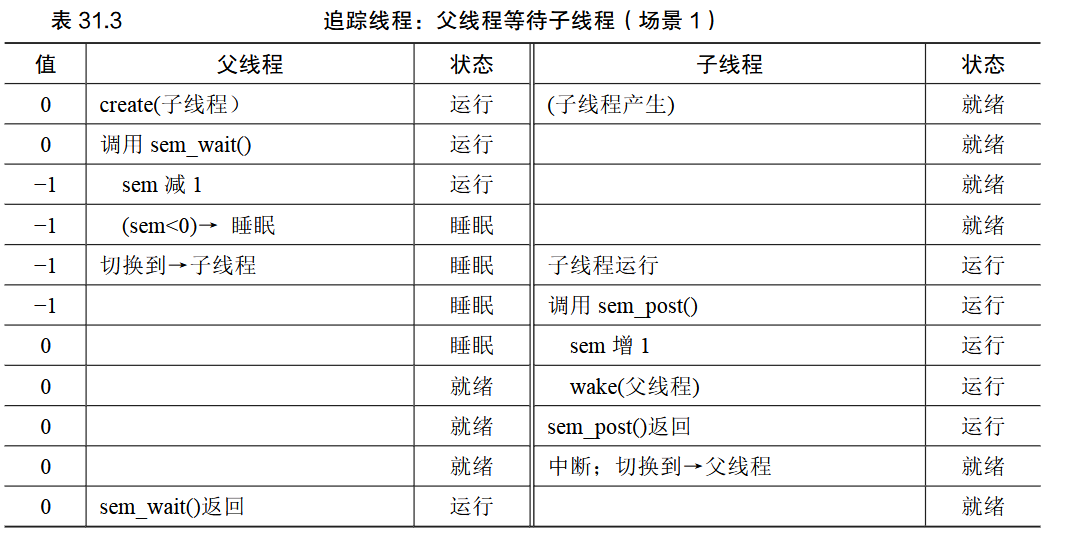 表 31.3 追踪线程：父线程等待子线程（场景 1）
值 父线程 状态 子线程 状态
0 create(子线程） 运行 (子线程产生) 就绪
0 调用 sem_wait() 运行 就绪
−1 sem 减 1 运行 就绪
−1 (sem<0)→ 睡眠 睡眠 就绪
−1 切换到→子线程 睡眠 子线程运行 运行
−1 睡眠 调用 sem_post() 运行
0 睡眠 sem 增 1 运行
0 就绪 wake(父线程) 运行
0 就绪 sem_post()返回 运行
0 就绪 中断；切换到→父线程 就绪
0 sem_wait()返回 运行 就绪